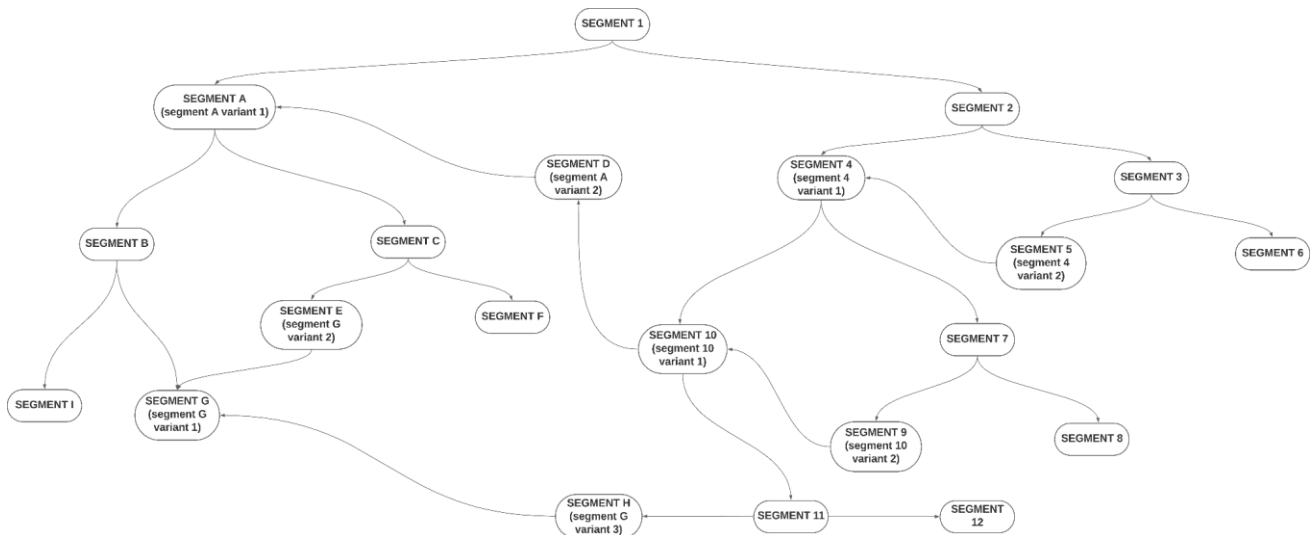 SEGMENT 1
SEGMENT A
(segment A variant 1)
SEGMENT 2
SEGMENT D
(segment A
variant 2)
SEGMENT 4
(segment 4
variant 1)
SEGMENT 3
SEGMENT B
SEGMENT C
SEGMENT 5
(segment 4
variant 2)
SEGMENT 6
SEGMENT E
(segment G
variant 2)
SEGMENT F
SEGMENT 10
(segment 10
variant 1)
SEGMENT 7
SEGMENT I
SEGMENT G
(segment G
variant 1)
SEGMENT 9
(segment 10
variant 2)
SEGMENT 8
SEGMENT H
(segment G
variant 3)
SEGMENT 11
SEGMENT
12